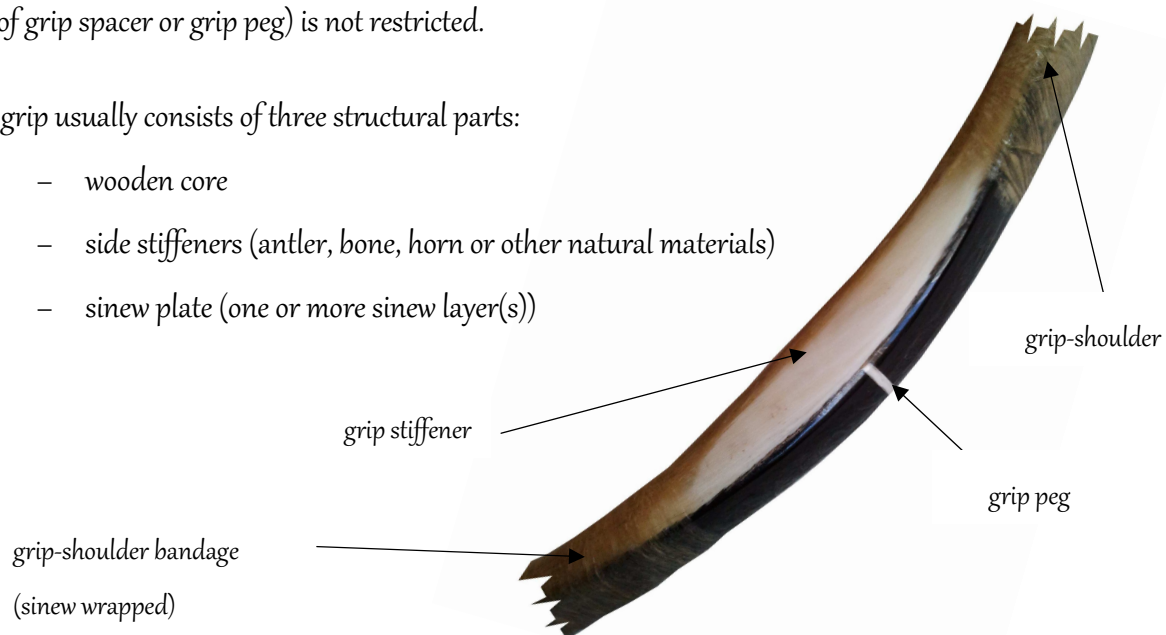 of grip spacer or grip peg) is not restricted.
grip usually consists of three structural parts:
– wooden core
– side stiffeners (antler, bone, horn or other natural materials)
– sinew plate (one or more sinew layer(s))
grip-shoulder
grip stiffener
grip peg
grip-shoulder bandage
(sinew wrapped)